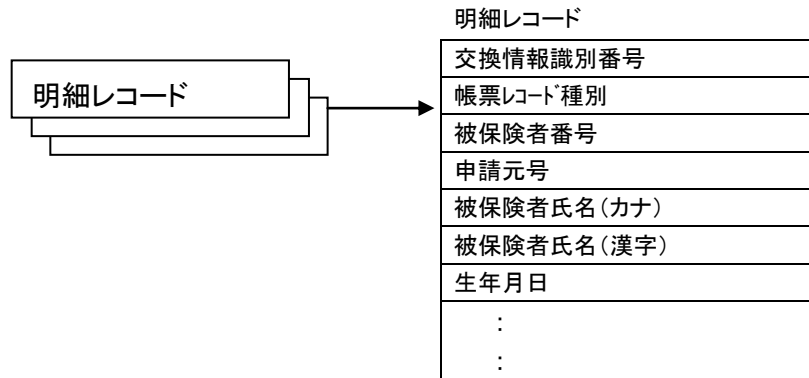 明細レコード
明細レコード
交換情報識別番号
帳票ﾚｺｰﾄﾞ種別
被保険者番号
申請元号
被保険者氏名（カナ）
被保険者氏名（漢字）
生年月日
：
：